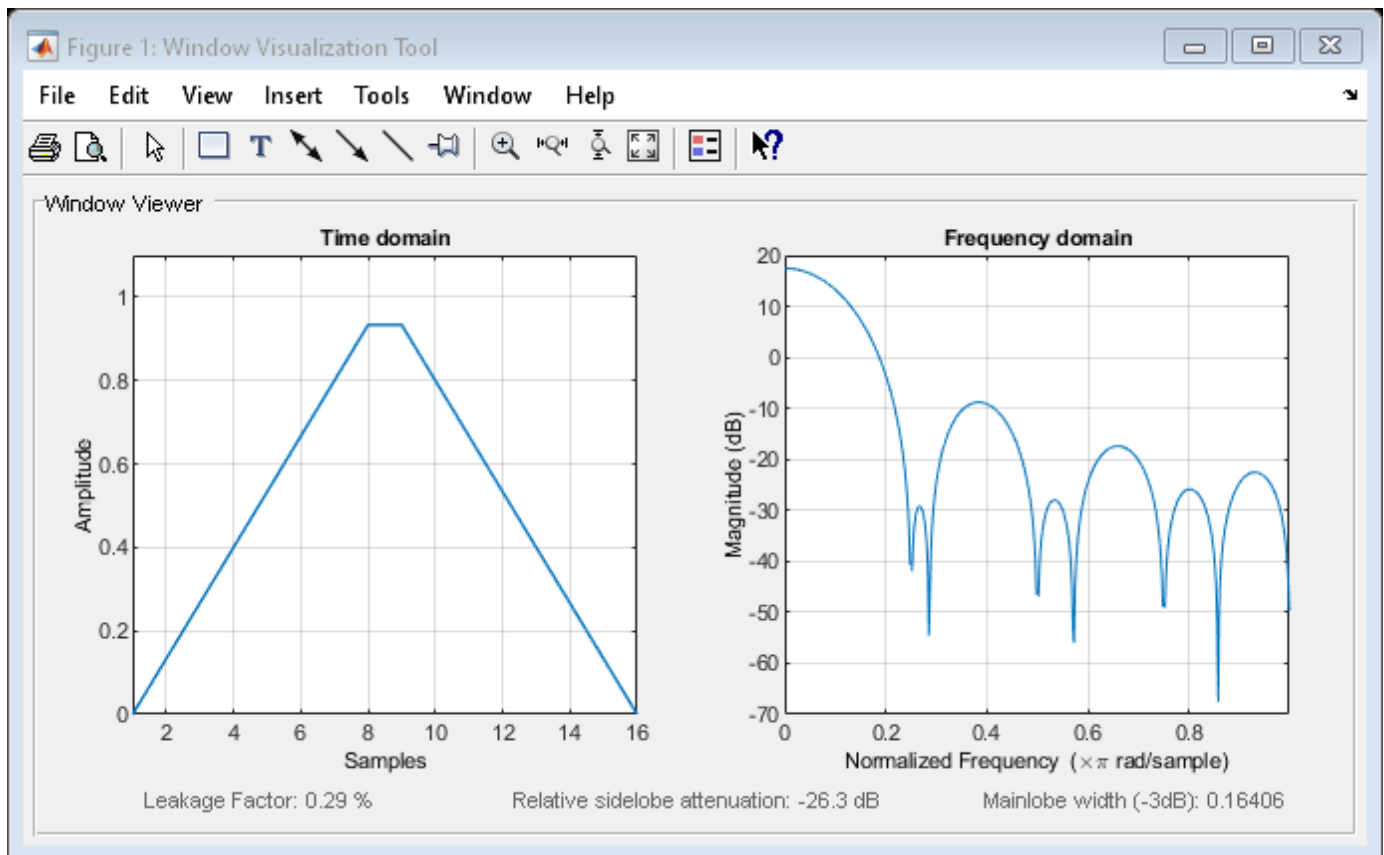 Figure 1: Window Visualization Tool
File Edit View Insert Tools Window Help
T
?
Window Viewer
Time domain
1
0.8
0.6
0.4
0.2
0
Amplitude
2 4 6 8 10 12 14 16
Samples
Frequency domain
20
10
0
-10
-20
-30
-40
-50
-60
-70
Magnitude (dB)
0 0.2 0.4 0.6 0.8
Normalized Frequency (×π rad/sample)
Leakage Factor: 0.29 % Relative sidelobe attenuation: -26.3 dB Mainlobe width (-3dB): 0.16406